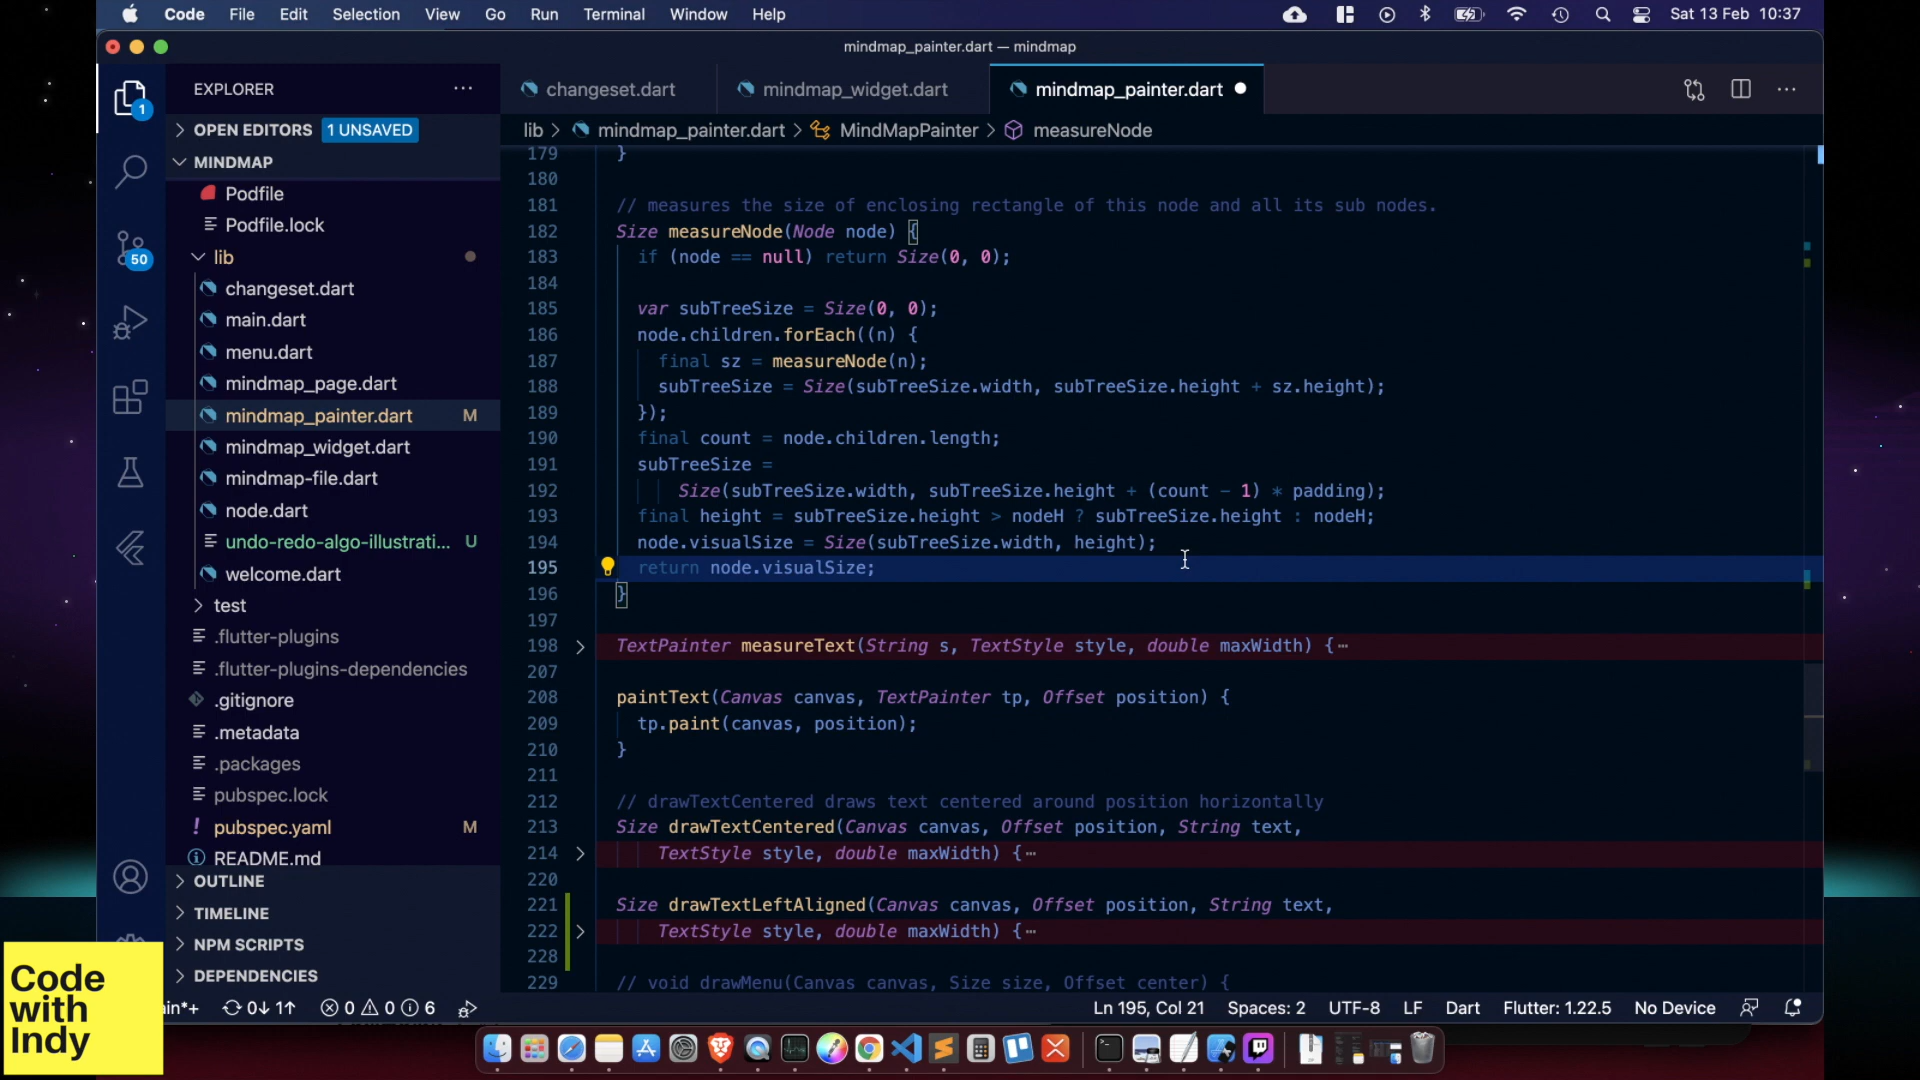 Code File Edit Selection View Go Run Terminal Window Help Sat 13 Feb 10:37
mindmap_painter.dart — mindmap
1
EXPLORER ···
changeset.dart mindmap_widget.dart mindmap_painter.dart
OPEN EDITORS 1 UNSAVED
MINDMAP
Podfile
Podfile.lock
lib
changeset.dart
main.dart
menu.dart
mindmap_page.dart
mindmap_painter.dart M
mindmap_widget.dart
mindmap-file.dart
node.dart
undo-redo-algo-illustrati... U
welcome.dart
test
.flutter-plugins
.flutter-plugins-dependencies
.gitignore
.metadata
.packages
pubspec.lock
pubspec.yaml M
README.md
OUTLINE
TIMELINE
NPM SCRIPTS
DEPENDENCIES
50
lib > mindmap_painter.dart > MindMapPainter > measureNode
179 }
180
181 // measures the size of enclosing rectangle of this node and all its sub nodes.
182 Size measureNode(Node node) {
183 if (node == null) return Size(0, 0);
184
185 var subTreeSize = Size(0, 0);
186 node.children.forEach((n) {
187 final sz = measureNode(n);
188 subTreeSize = Size(subTreeSize.width, subTreeSize.height + sz.height);
189 });
190 final count = node.children.length;
191 subTreeSize =
192 Size(subTreeSize.width, subTreeSize.height + (count - 1) * padding);
193 final height = subTreeSize.height > nodeH ? subTreeSize.height : nodeH;
194 node.visualSize = Size(subTreeSize.width, height);
195 return node.visualSize;
196 }
197
198 TextPainter measureText(String s, TextStyle style, double maxWidth) {⋯
207
208 paintText(Canvas canvas, TextPainter tp, Offset position) {
209 tp.paint(canvas, position);
210 }
211
212 // drawTextCentered draws text centered around position horizontally
213 Size drawTextCentered(Canvas canvas, Offset position, String text,
214 TextStyle style, double maxWidth) {⋯
220
221 Size drawTextLeftAligned(Canvas canvas, Offset position, String text,
222 TextStyle style, double maxWidth) {⋯
228
229 // void drawMenu(Canvas canvas, Size size, Offset center) {
Code
with
Indy
in*+ 0↓ 1↑ 0 0 6 Ln 195, Col 21 Spaces: 2 UTF-8 LF Dart Flutter: 1.22.5 No Device